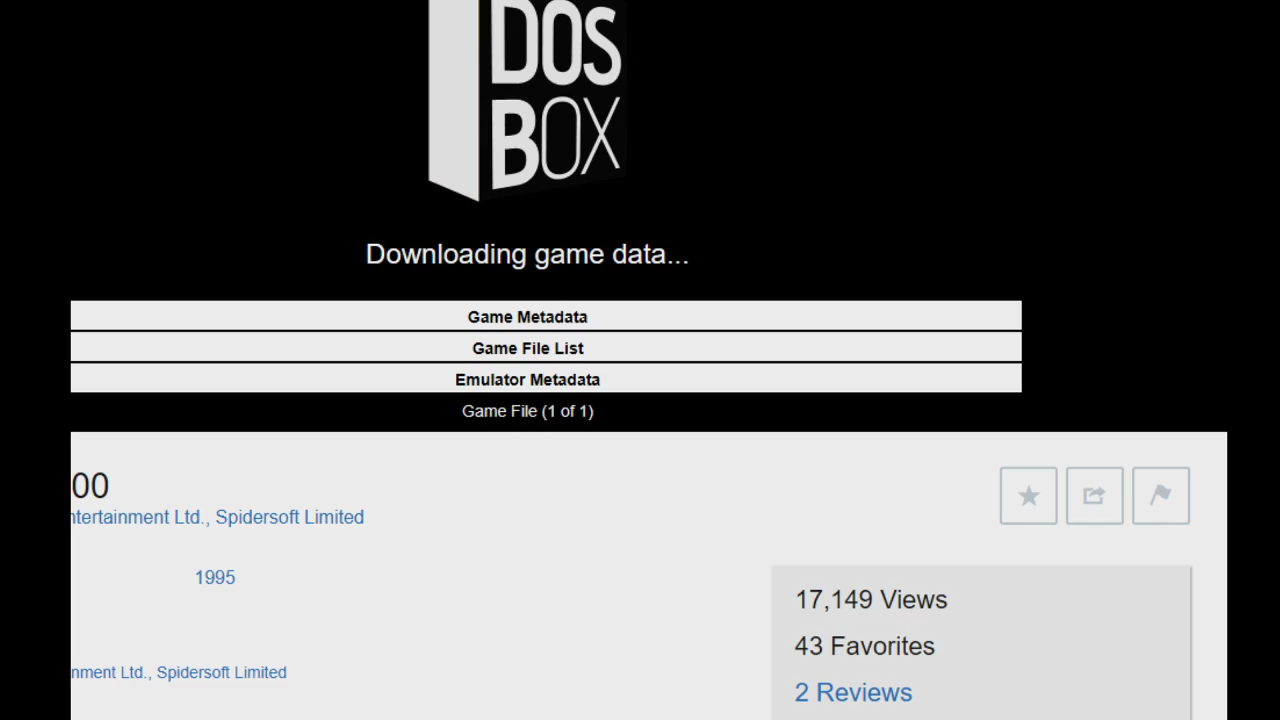 DOS
BOX
Downloading game data...
Game Metadata
Game File List
Emulator Metadata
Game File (1 of 1)
00
ntertainment Ltd., Spidersoft Limited
1995
17,149 Views
43 Favorites
nment Ltd., Spidersoft Limited
2 Reviews